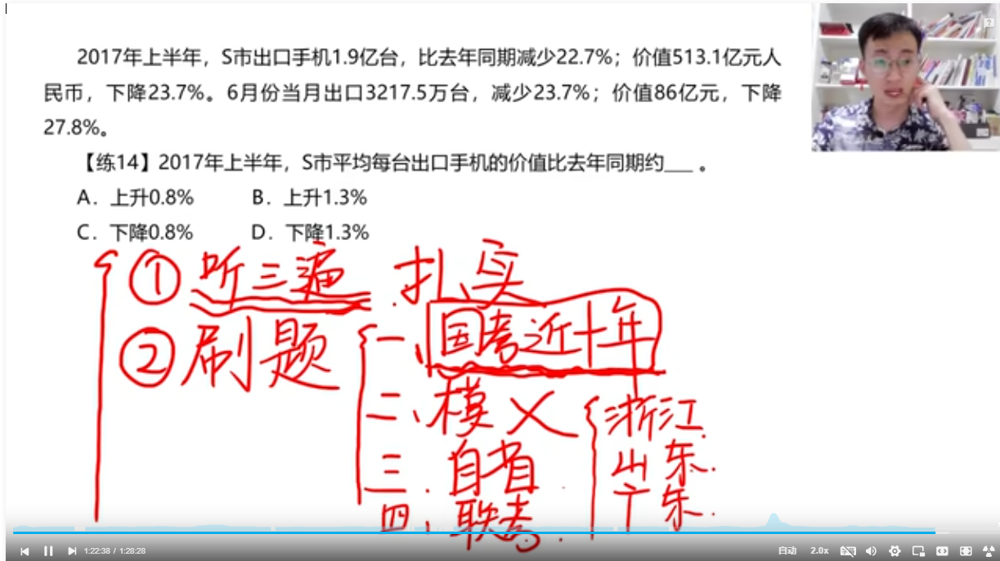 2017年上半年，S市出口手机1.9亿台，比去年同期减少22.7%；价值513.1亿元人
民币，下降23.7%。6月份当月出口3217.5万台，减少23.7%；价值86亿元，下降
27.8%。
【练14】2017年上半年，S市平均每台出口手机的价值比去年同期约___ 。
A．上升0.8% B．上升1.3%
C．下降0.8% D．下降1.3%
① 听三遍 扎实
② 刷题 一、国考近十年
二、模 浙江
三、自省 山东
四、联考 广东
1:22:38 / 1:28:28 自动 2.0x